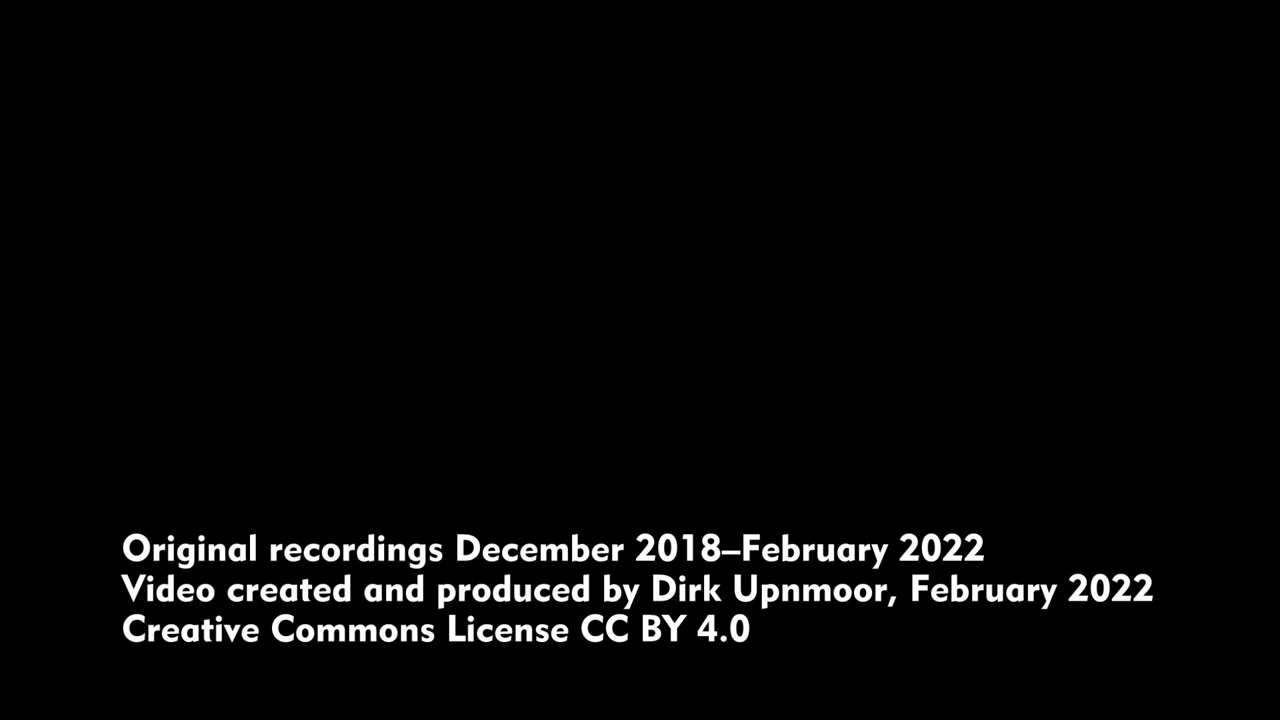 Original recordings December 2018–February 2022
Video created and produced by Dirk Upnmoor, February 2022
Creative Commons License CC BY 4.0